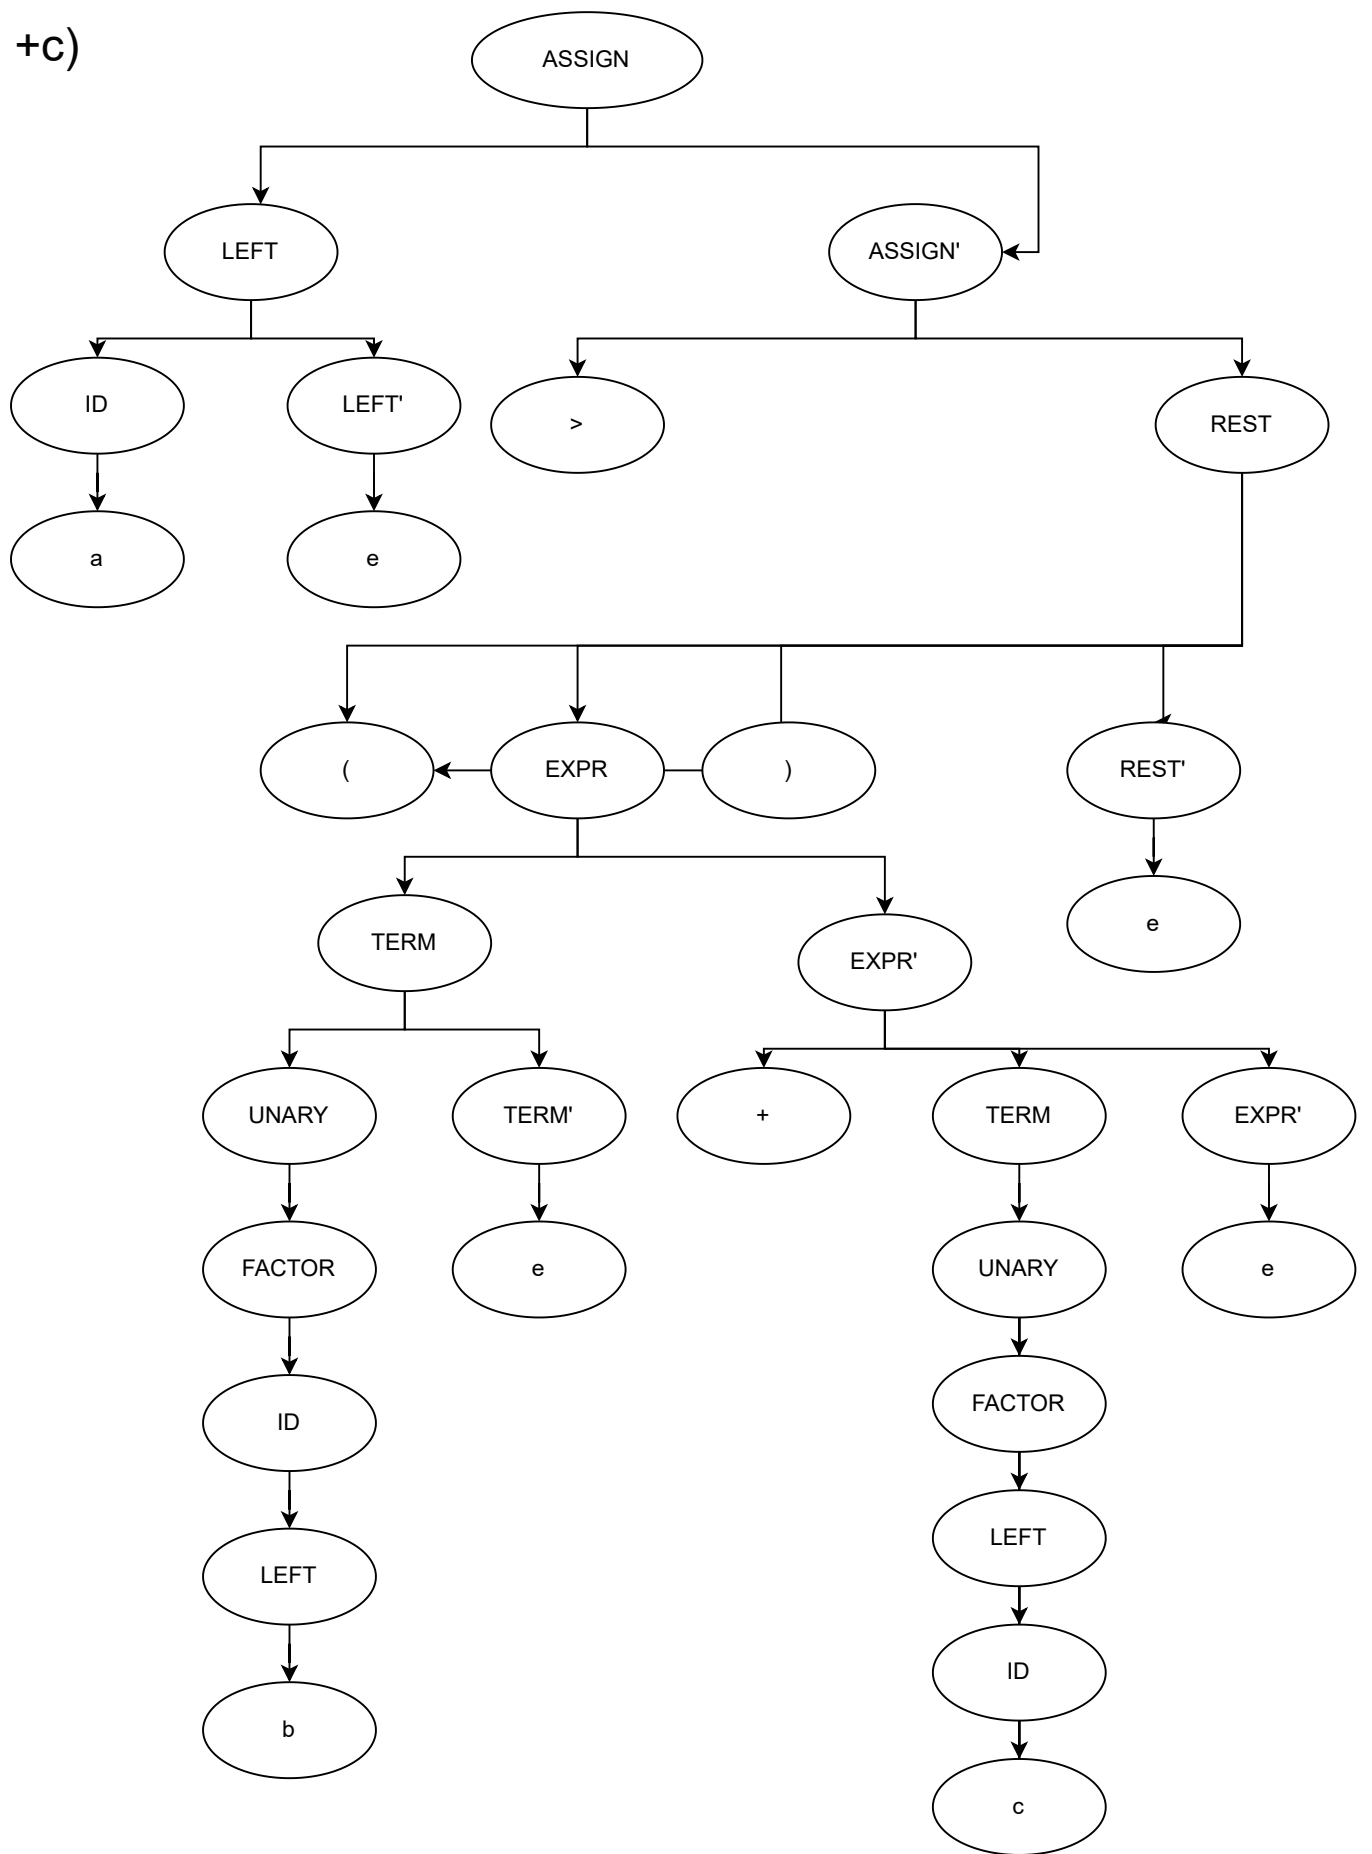 +c)
ASSIGN
LEFT
ASSIGN'
ID
LEFT'
>
REST
a
e
(
EXPR
)
REST'
e
TERM
EXPR'
UNARY
TERM'
+
TERM
EXPR'
FACTOR
e
UNARY
e
ID
FACTOR
LEFT
LEFT
b
ID
c